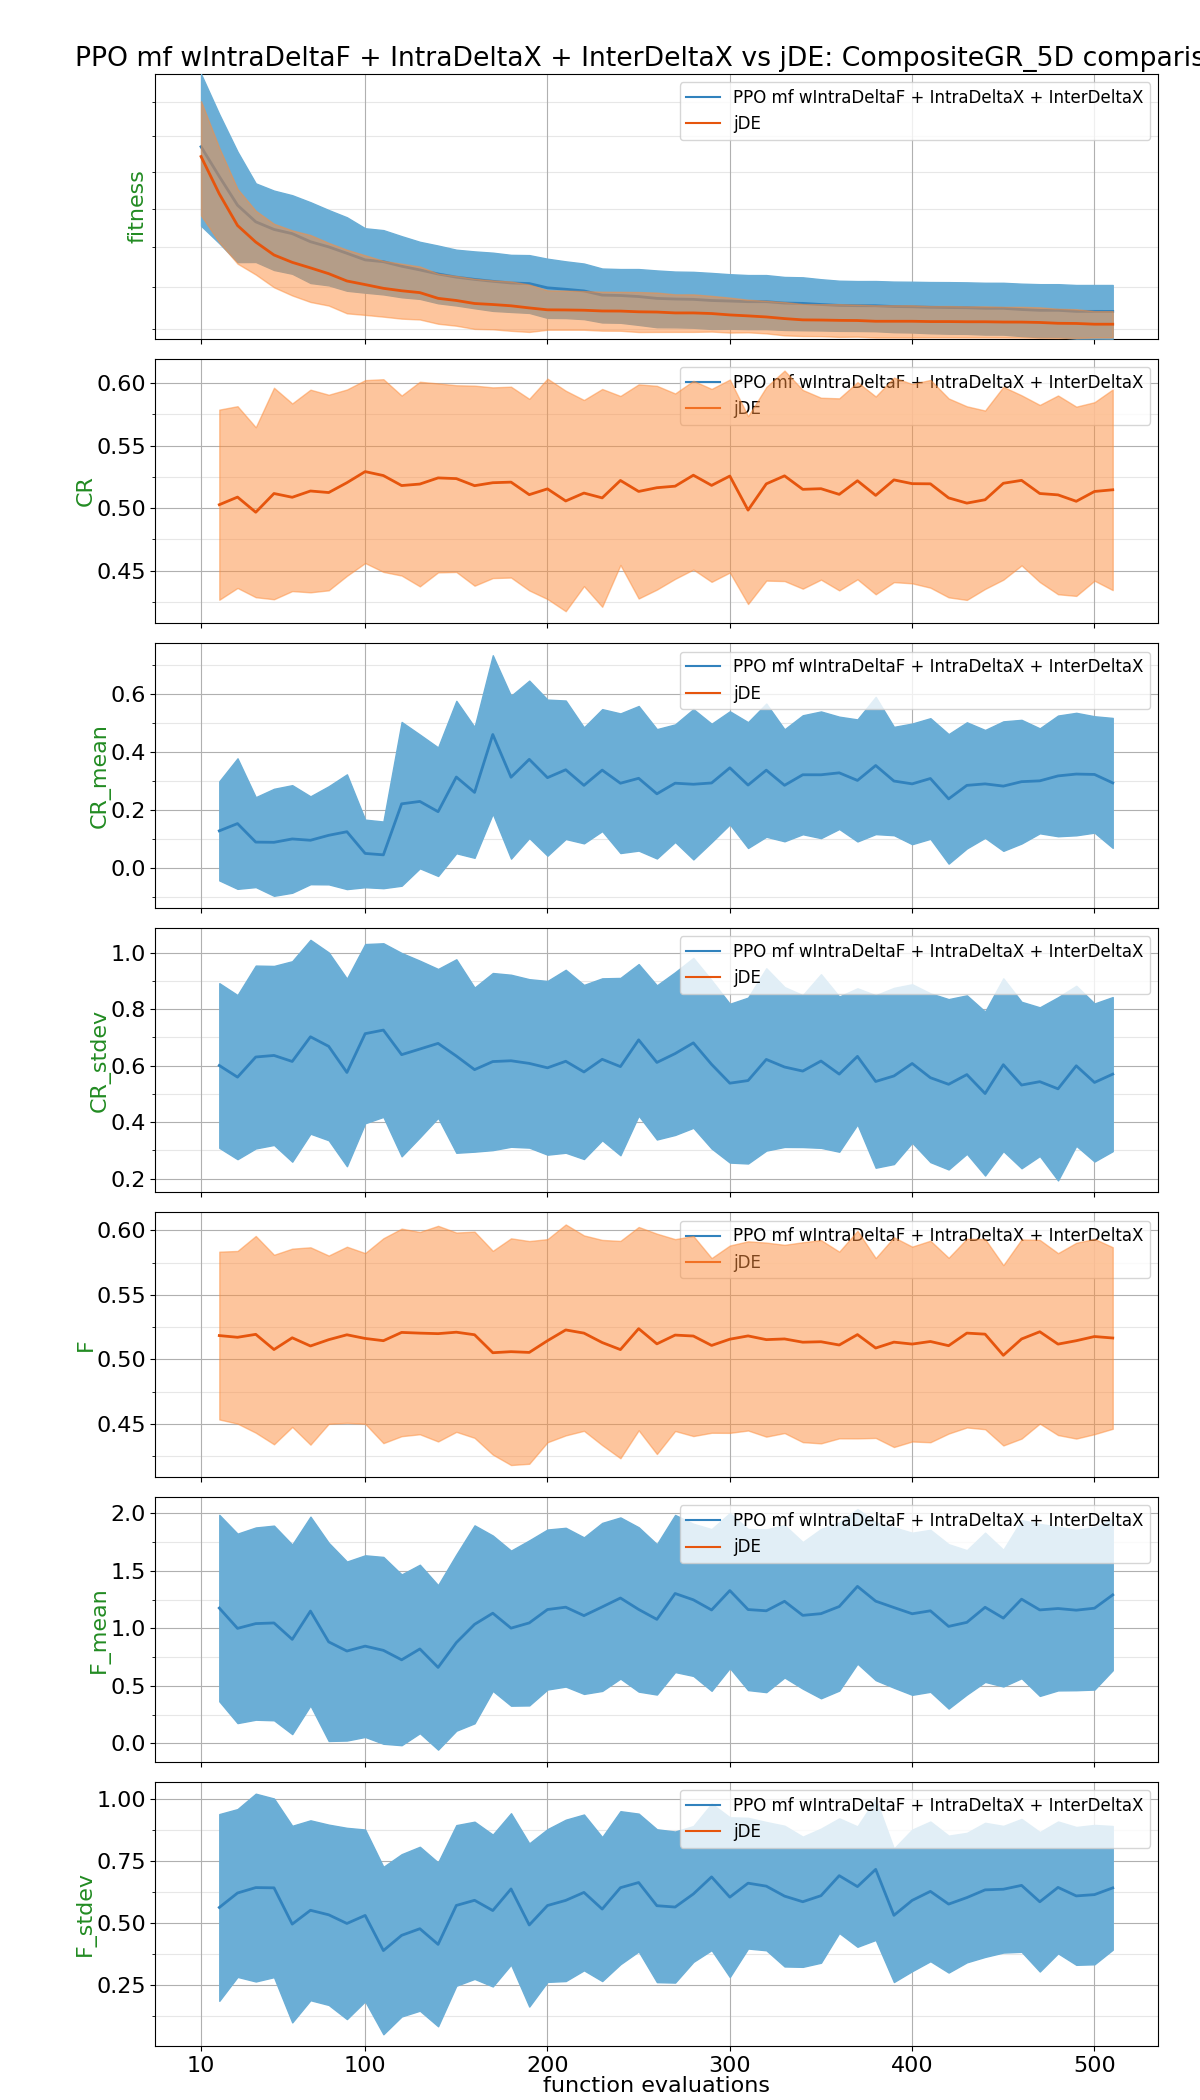 PPO mf wIntraDeltaF + IntraDeltaX + InterDeltaX vs jDE: CompositeGR_5D comparis
PPO mf wIntraDeltaF + IntraDeltaX + InterDeltaX
jDE
fitness
PPO mf wIntraDeltaF + IntraDeltaX + InterDeltaX
jDE
0.60
0.55
0.50
0.45
CR
PPO mf wIntraDeltaF + IntraDeltaX + InterDeltaX
jDE
0.6
0.4
0.2
0.0
CR_mean
PPO mf wIntraDeltaF + IntraDeltaX + InterDeltaX
jDE
1.0
0.8
0.6
0.4
0.2
CR_stdev
PPO mf wIntraDeltaF + IntraDeltaX + InterDeltaX
jDE
0.60
0.55
0.50
0.45
F
PPO mf wIntraDeltaF + IntraDeltaX + InterDeltaX
jDE
2.0
1.5
1.0
0.5
0.0
F_mean
PPO mf wIntraDeltaF + IntraDeltaX + InterDeltaX
jDE
1.00
0.75
0.50
0.25
F_stdev
10 100 200 300 400 500
function evaluations